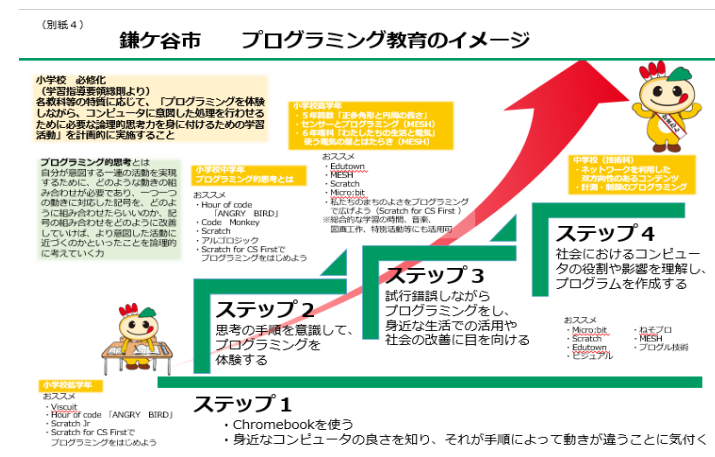 （別紙４）
鎌ケ谷市　　プログラミング教育のイメージ
小学校　必修化
（学習指導要領総則より）
各教科等の特質に応じて、「プログラミングを体験
しながら、コンピュータに意図した処理を行わせる
ために必要な論理的思考力を身に付けるための学習
活動」を計画的に実施すること
プログラミング的思考とは
自分が意図する一連の活動を実現
するために、どのような動きの組
み合わせが必要であり、一つ一つ
の動きに対応した記号を、どのよ
うに組み合わせたらいいのか、記
号の組み合わせをどのように改善
していけば、より意図した活動に
近づくのかといったことを論理的
に考えていく力
小学校低学年
おススメ
・Viscuit
・Hour of code 「ANGRY　BIRD」
・Scratch Jr
・Scratch for CS Firstで
プログラミングをはじめよう
ステップ１
・Chromebookを使う
・身近なコンピュータの良さを知り、それが手順によって動きが違うことに気付く
小学校中学年
プログラミング的思考とは
おススメ
・Hour of code
「ANGRY　BIRD」
・Code　Monkey
・Scratch
・アルゴロジック
・Scratch for CS Firstで
プログラミングをはじめよう
ステップ２
思考の手順を意識して、
プログラミングを
体験する
小学校高学年
・５年算数「正多角形と円周の長さ」
・センサーとプログラミング（MESH）
・６年理科「わたしたちの生活と電気」
使う電気の量とはたらき（MESH）
おススメ
・Edutown
・MESH
・Scratch
・Micro:bit
・私たちのまちのよさをプログラミング
で広げよう（Scratch for CS First ）
※総合的な学習の時間、音楽、
図画工作、特別活動等にも活用可
ステップ３
試行錯誤しながら
プログラミングをし、
身近な生活での活用や
社会の改善に目を向ける
中学校（技術科）
・ネットワークを利用した
双方向性のあるコンテンツ
・計測・制御のプログラミング
ステップ４
社会におけるコンピュー
タの役割や影響を理解し、
プログラムを作成する
おススメ
・Micro:bit　・ねそプロ
・Scratch　・MESH
・Edutown　・プログル技術
・ビジュアル